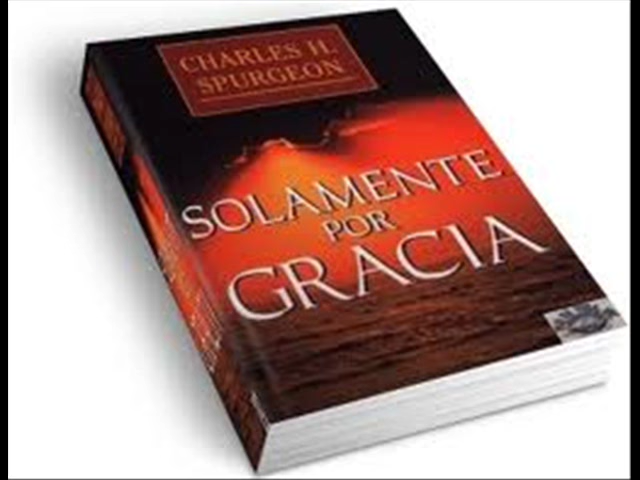 CHARLES H.
SPURGEON
SOLAMENTE
POR
GRACIA